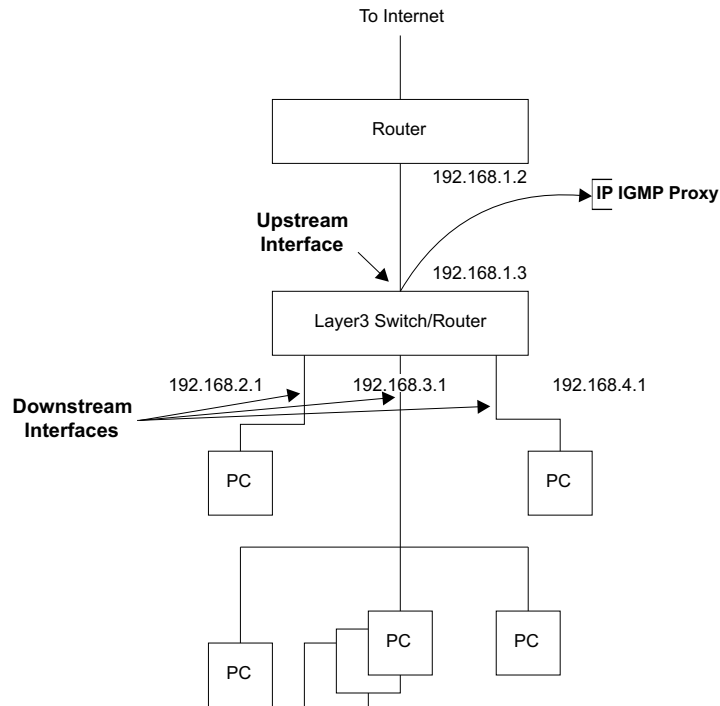 To Internet
Router
192.168.1.2
IP IGMP Proxy
Upstream
Interface
192.168.1.3
Layer3 Switch/Router
192.168.2.1
192.168.3.1
192.168.4.1
Downstream
Interfaces
PC
PC
PC
PC
PC